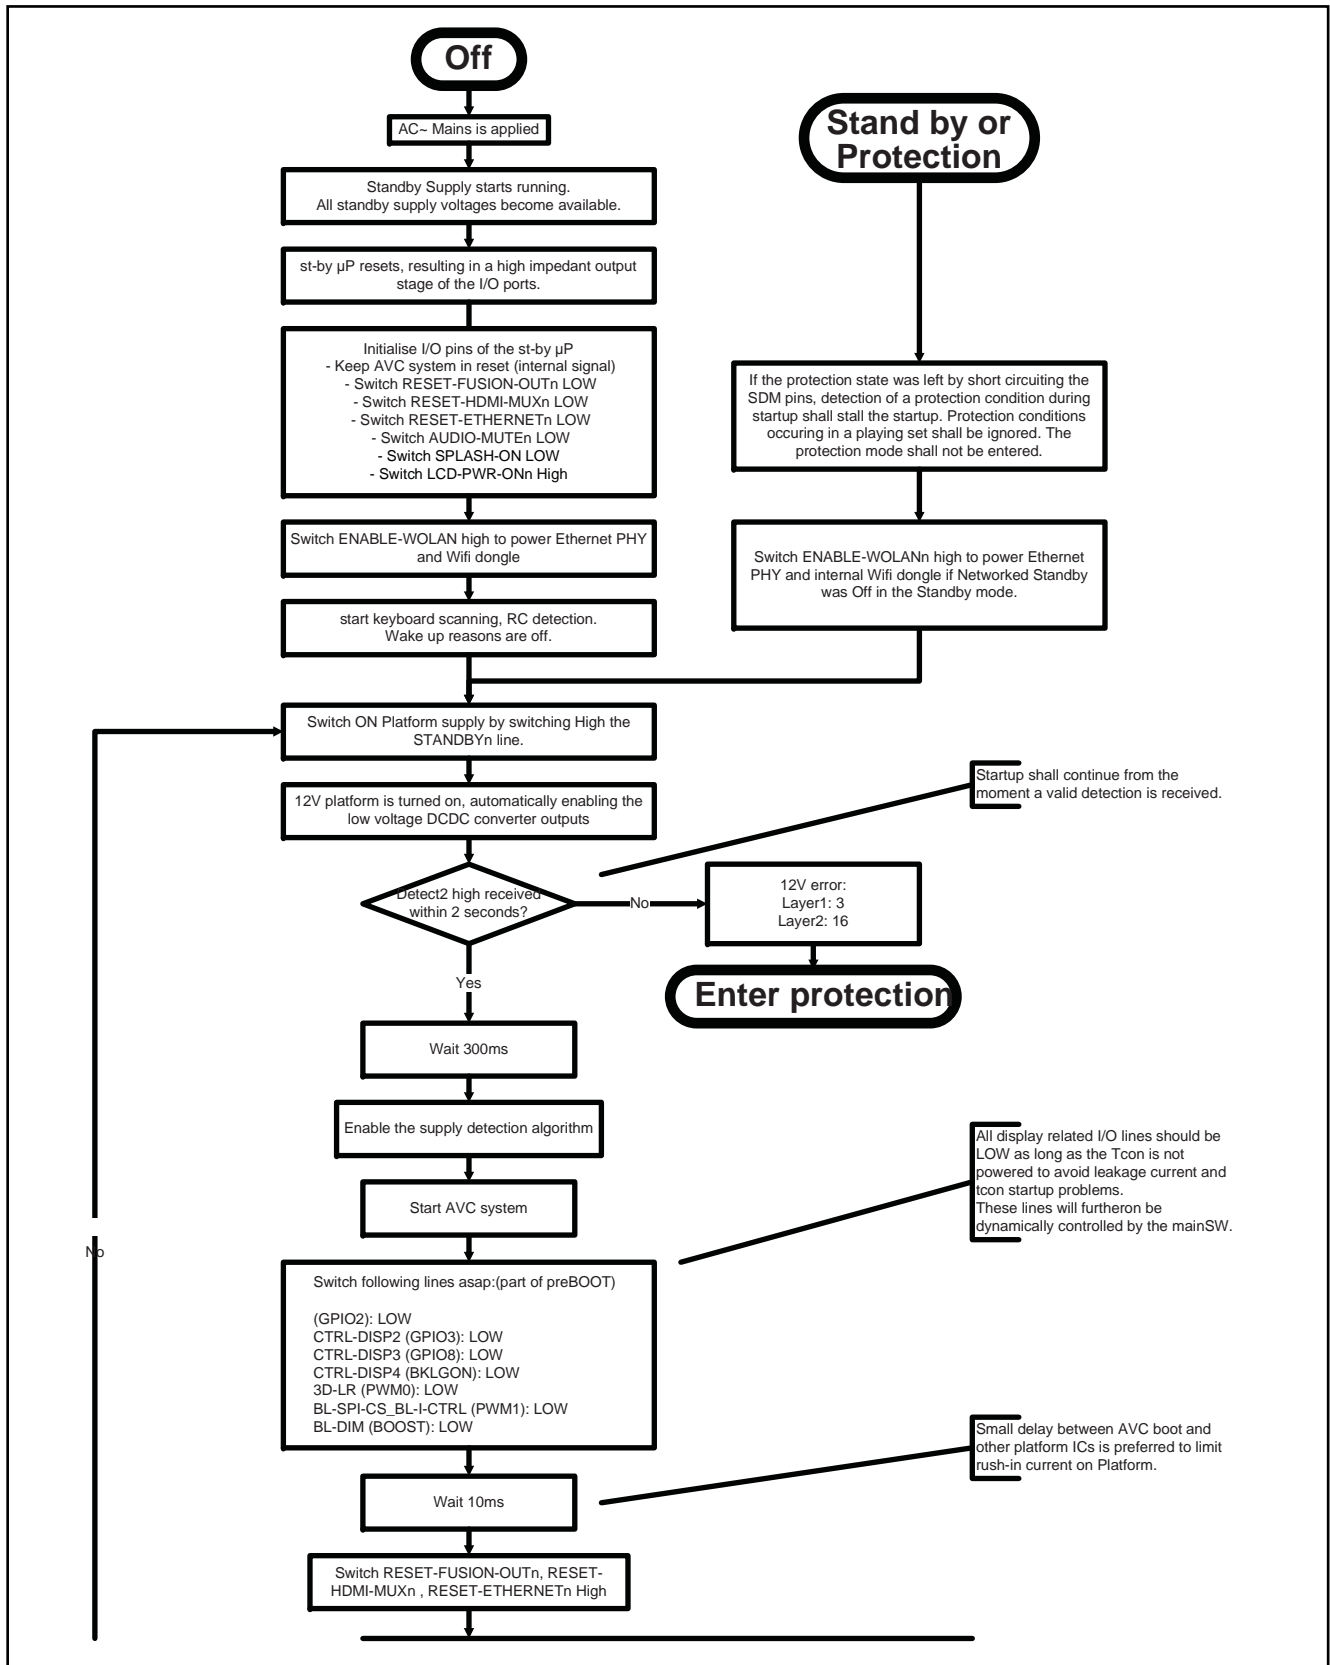 Off
AC~ Mains is applied
Standby Supply starts running.
All standby supply voltages become available.
st-by µP resets, resulting in a high impedant output
stage of the I/O ports.
Initialise I/O pins of the st-by µP
- Keep AVC system in reset (internal signal)
- Switch RESET-FUSION-OUTn LOW
- Switch RESET-HDMI-MUXn LOW
- Switch RESET-ETHERNETn LOW
- Switch AUDIO-MUTEn LOW
- Switch SPLASH-ON LOW
- Switch LCD-PWR-ONn High
Switch ENABLE-WOLAN high to power Ethernet PHY
and Wifi dongle
start keyboard scanning, RC detection.
Wake up reasons are off.
Stand by or
Protection
If the protection state was left by short circuiting the
SDM pins, detection of a protection condition during
startup shall stall the startup. Protection conditions
occuring in a playing set shall be ignored. The
protection mode shall not be entered.
Switch ENABLE-WOLANn high to power Ethernet
PHY and internal Wifi dongle if Networked Standby
was Off in the Standby mode.
Switch ON Platform supply by switching High the
STANDBYn line.
12V platform is turned on, automatically enabling the
low voltage DCDC converter outputs
Startup shall continue from the
moment a valid detection is received.
Detect2 high received
within 2 seconds?
No
12V error:
Layer1: 3
Layer2: 16
Enter protection
Yes
Wait 300ms
Enable the supply detection algorithm
Start AVC system
All display related I/O lines should be
LOW as long as the Tcon is not
powered to avoid leakage current and
tcon startup problems.
These lines will furtheron be
dynamically controlled by the mainSW.
No
Switch following lines asap:(part of preBOOT)
(GPIO2): LOW
CTRL-DISP2 (GPIO3): LOW
CTRL-DISP3 (GPIO8): LOW
CTRL-DISP4 (BKLGON): LOW
3D-LR (PWM0): LOW
BL-SPI-CS_BL-I-CTRL (PWM1): LOW
BL-DIM (BOOST): LOW
Small delay between AVC boot and
other platform ICs is preferred to limit
rush-in current on Platform.
Wait 10ms
Switch RESET-FUSION-OUTn, RESET-
HDMI-MUXn , RESET-ETHERNETn High